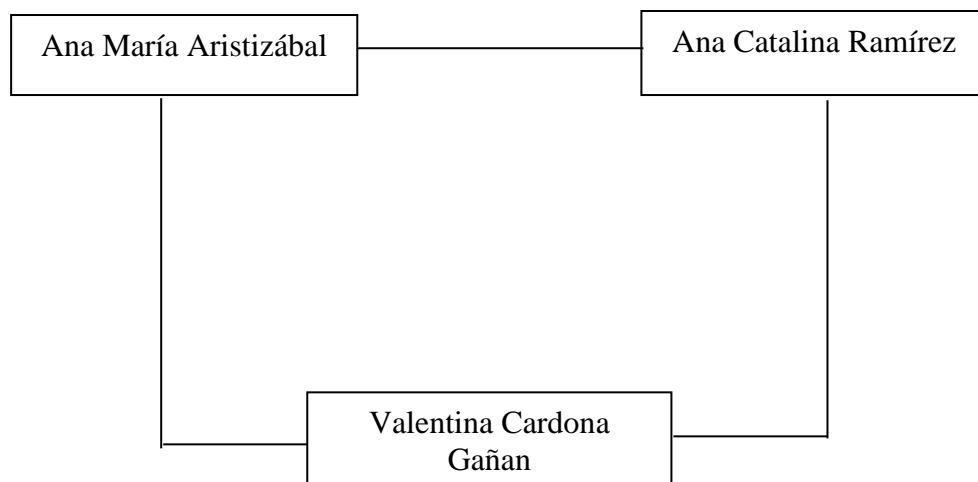 Ana María Aristizábal
Ana Catalina Ramírez
Valentina Cardona
Gañan